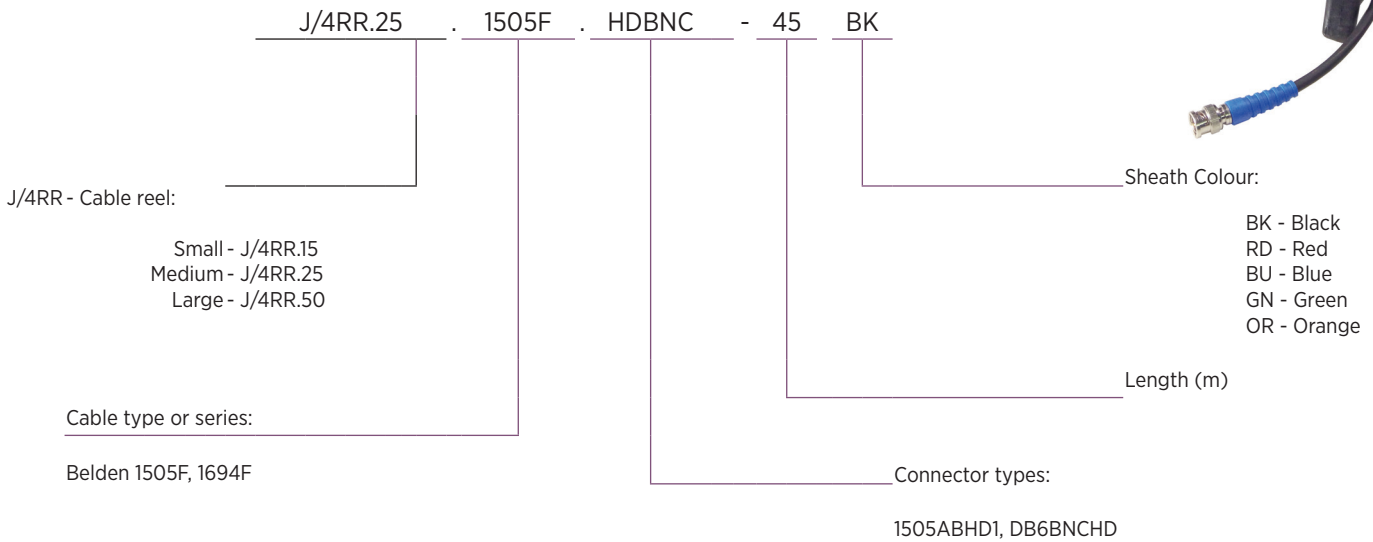 J/4RR.25 . 1505F . HDBNC - 45 BK
J/4RR - Cable reel:
Small - J/4RR.15
Medium - J/4RR.25
Large - J/4RR.50
Cable type or series:
Belden 1505F, 1694F
Sheath Colour:
BK - Black
RD - Red
BU - Blue
GN - Green
OR - Orange
Length (m)
Connector types:
1505ABHD1, DB6BNCHD